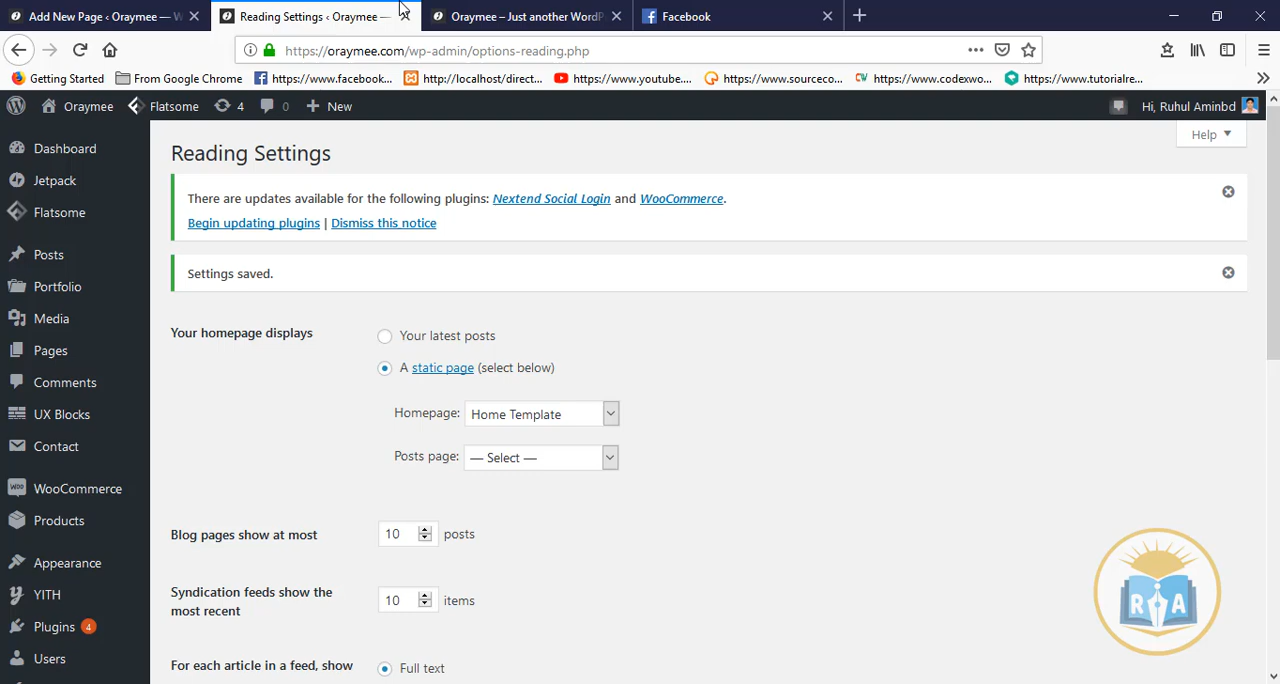 Add New Page ‹ Oraymee — W
Reading Settings ‹ Oraymee —
Oraymee – Just another WordP
Facebook
https://oraymee.com/wp-admin/options-reading.php
Getting Started
From Google Chrome
https://www.facebook...
http://localhost/direct...
https://www.youtube....
https://www.sourceco...
https://www.codexwo...
https://www.tutorialre...
Oraymee
Flatsome
4
0
New
Hi, Ruhul Aminbd
Help
Dashboard
Jetpack
Flatsome
Posts
Portfolio
Media
Pages
Comments
UX Blocks
Contact
WooCommerce
Products
Appearance
YITH
Plugins 4
Users
Reading Settings
There are updates available for the following plugins: Nextend Social Login and WooCommerce.
Begin updating plugins | Dismiss this notice
Settings saved.
Your homepage displays
Your latest posts
A static page (select below)
Homepage: Home Template
Posts page: — Select —
Blog pages show at most 10 posts
Syndication feeds show the
most recent
10 items
For each article in a feed, show
Full text
R A